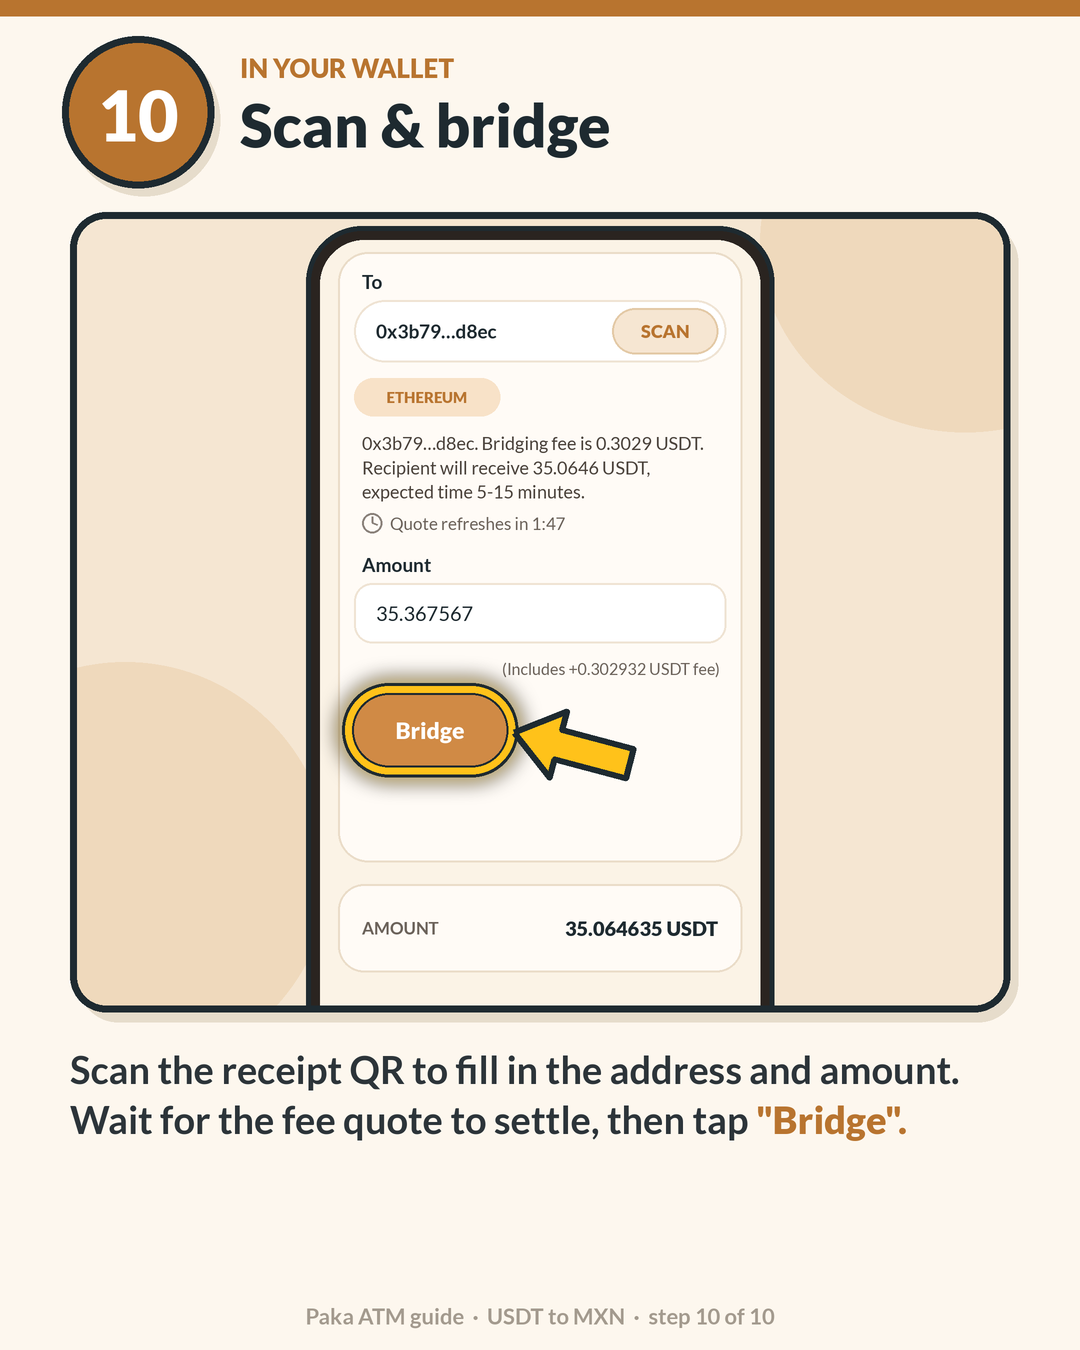 10
IN YOUR WALLET
Scan & bridge
To
0x3b79...d8ec
SCAN
ETHEREUM
0x3b79...d8ec. Bridging fee is 0.3029 USDT.
Recipient will receive 35.0646 USDT,
expected time 5-15 minutes.
Quote refreshes in 1:47
Amount
35.367567
(Includes +0.302932 USDT fee)
Bridge
AMOUNT
35.064635 USDT
Scan the receipt QR to fill in the address and amount.
Wait for the fee quote to settle, then tap "Bridge".
Paka ATM guide · USDT to MXN · step 10 of 10